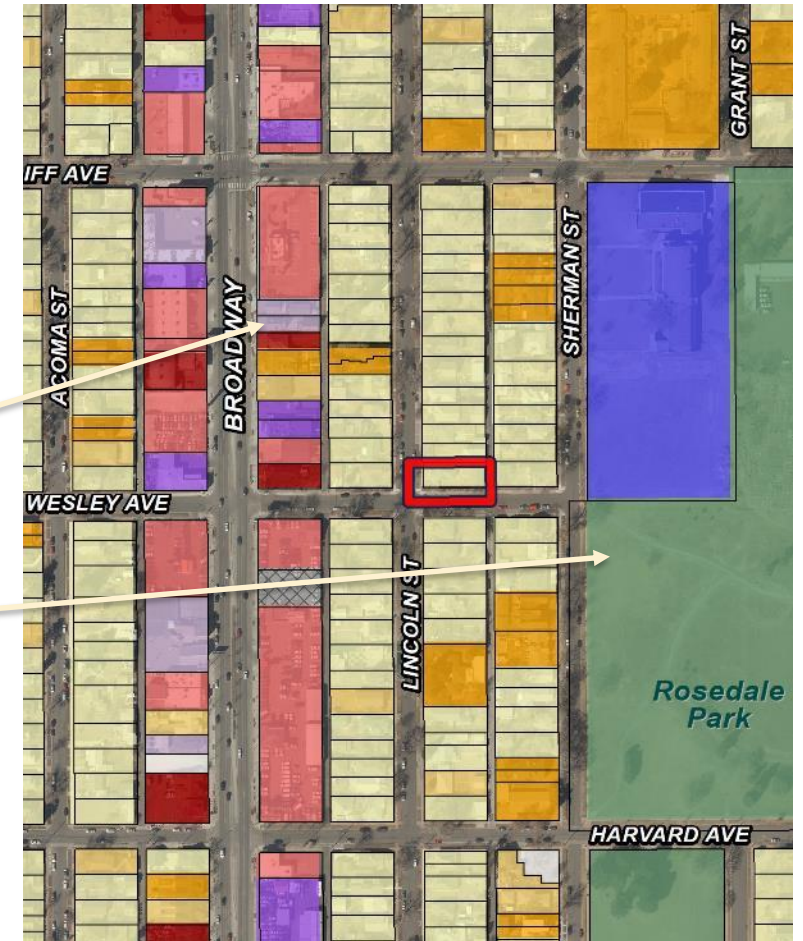 GRANT ST
IFF AVE
ACOMA ST
BROADWAY
SHERMAN ST
WESLEY AVE
LINCOLN ST
Rosedale
Park
HARVARD AVE